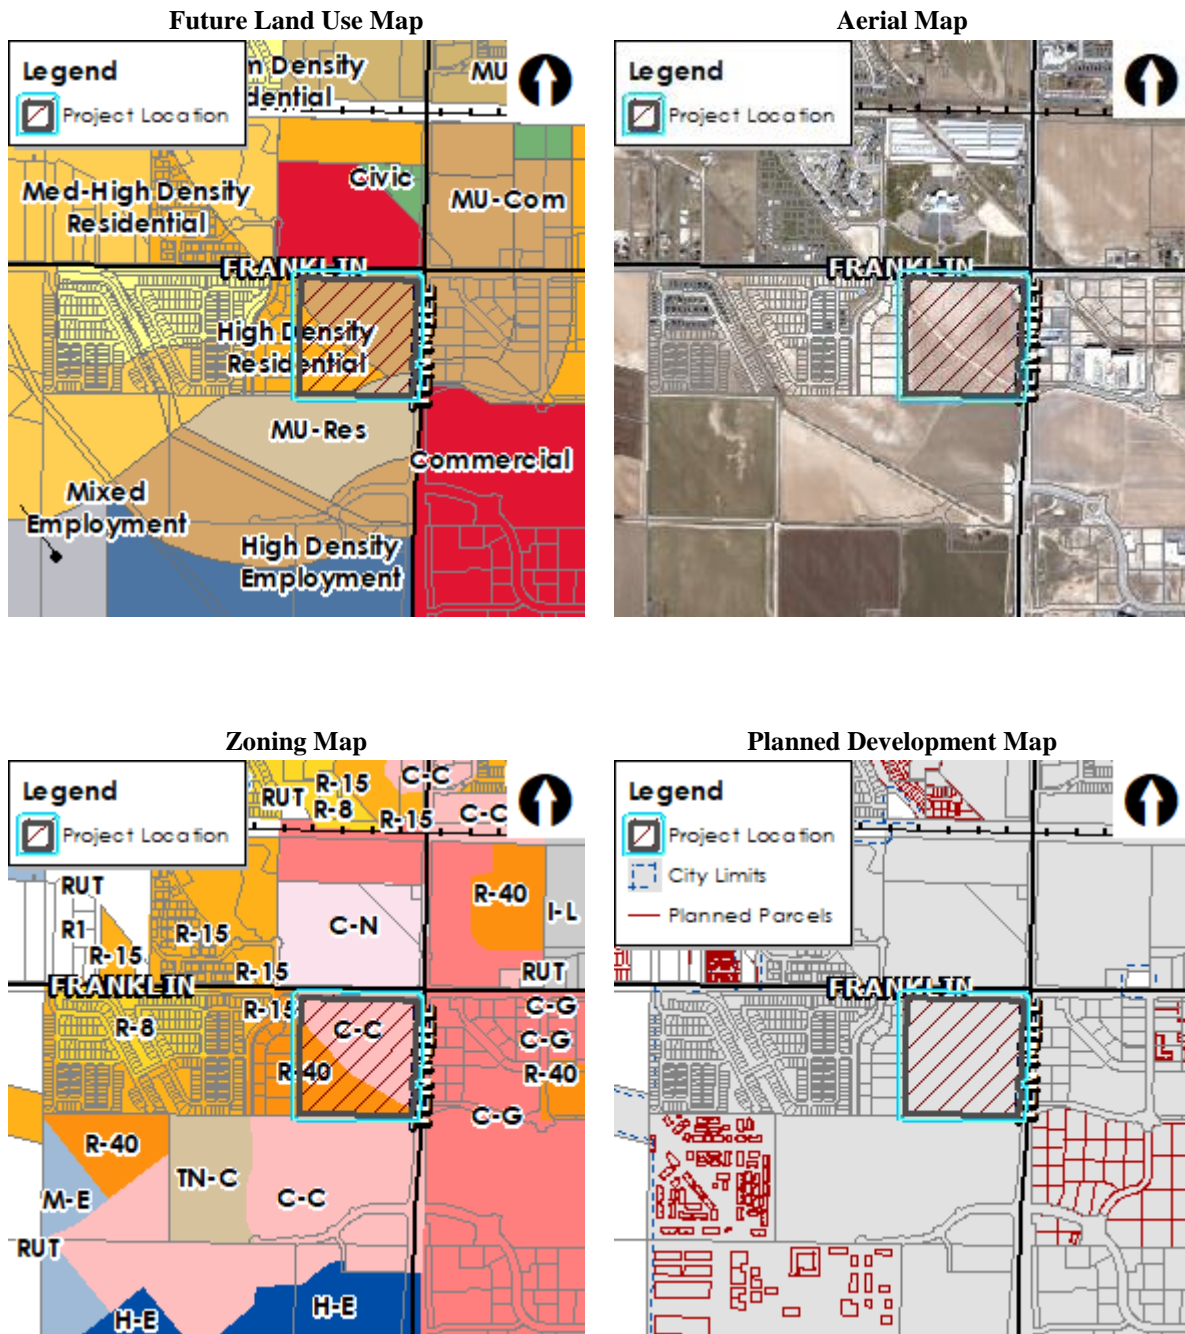 Future Land Use Map
Legend
Project Location
Density
dential
MU
Civic
Med-High Density
Residential
MU-Com
FRANKLIN
High Density
Residential
MU-Res
Commercial
Mixed
Employment
High Density
Employment
Aerial Map
Legend
Project Location
FRANKLIN
Zoning Map
Legend
Project Location
RUT
R-15
R-8
R-15
C-C
C-C
RUT
R1
R-15
R-15
R-15
C-N
R-40
I-L
RUT
FRANKLIN
R-8
R-15
C-C
R-40
C-G
C-G
R-40
C-G
R-40
TN-C
C-C
M-E
RUT
H-E
H-E
Planned Development Map
Legend
Project Location
City Limits
Planned Parcels
FRANKLIN